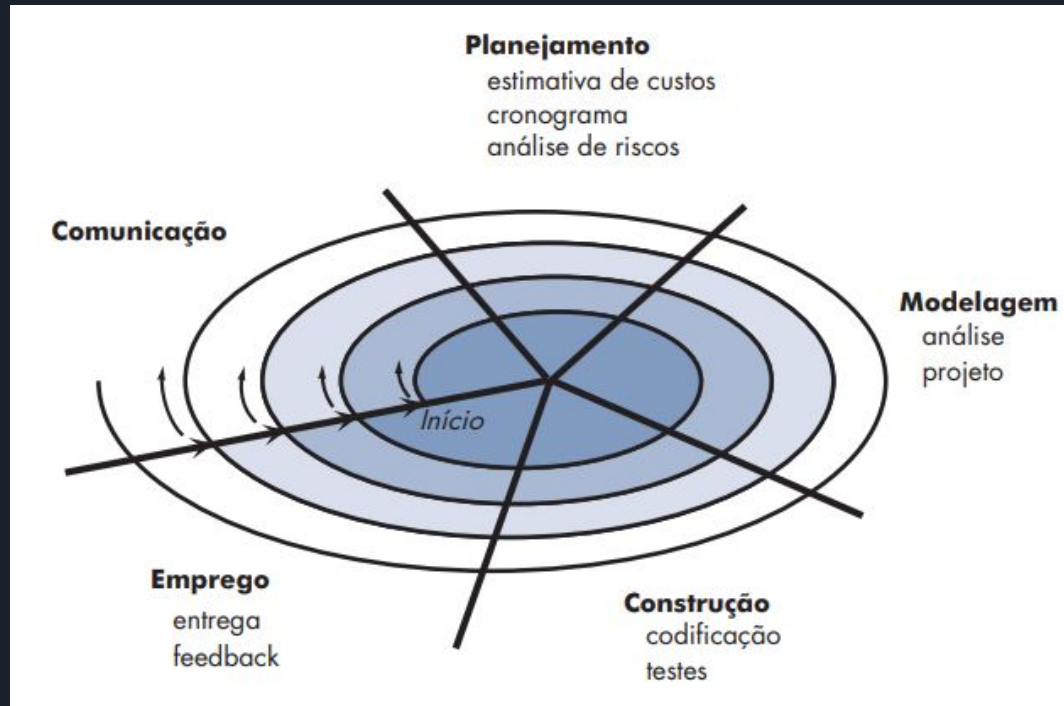 Planejamento
estimativa de custos
cronograma
análise de riscos
Comunicação
Modelagem
análise
projeto
Início
Emprego
entrega
feedback
Construção
codificação
testes